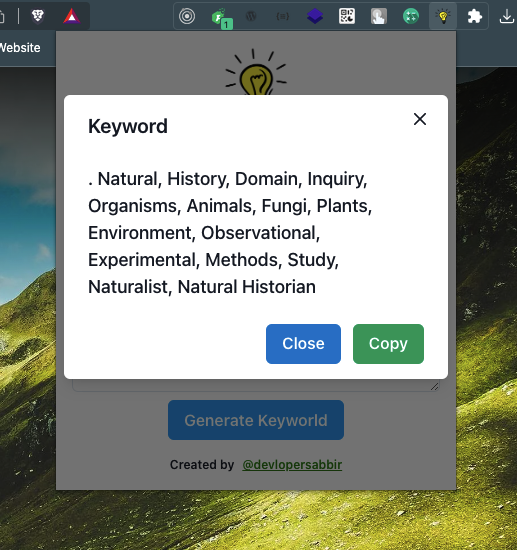 1
Website
Keyword
. Natural, History, Domain, Inquiry,
Organisms, Animals, Fungi, Plants,
Environment, Observational,
Experimental, Methods, Study,
Naturalist, Natural Historian
Close
Copy
Generate Keyworld
Created by @devlopersabbir